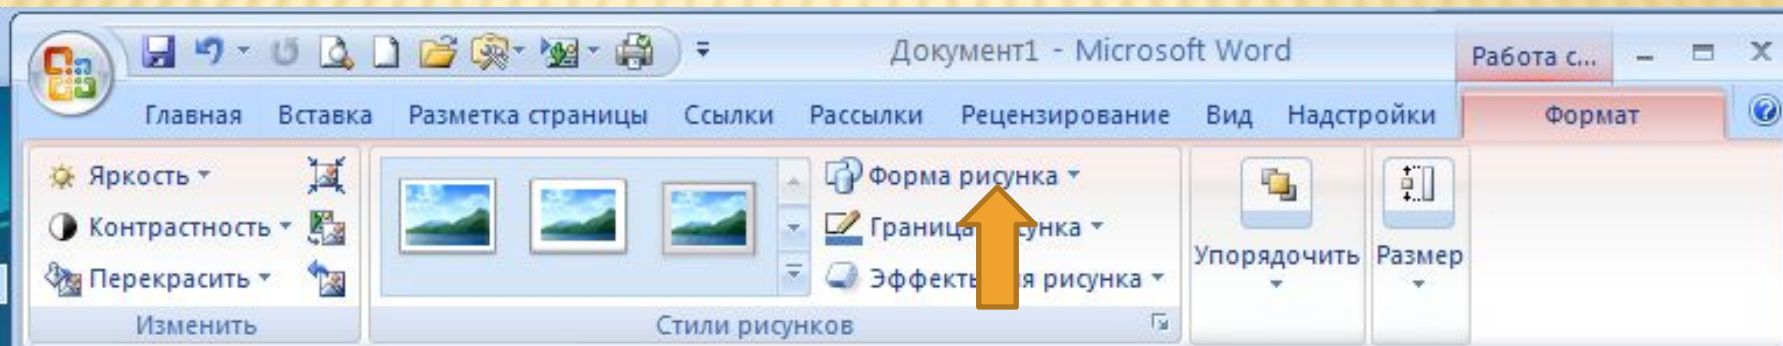 Документ1 - Microsoft Word
Работа с...
Главная Вставка Разметка страницы Ссылки Рассылки Рецензирование Вид Надстройки Формат
Яркость
Контрастность
Перекрасить
Изменить
Форма рисунка
Граница
Эффекты рисунка
Стили рисунков
Упорядочить
Размер